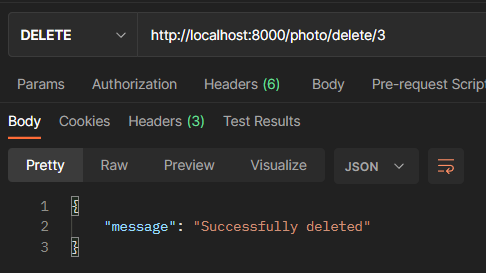 DELETE http://localhost:8000/photo/delete/3
Params Authorization Headers (6) Body Pre-request Script
Body Cookies Headers (3) Test Results
Pretty Raw Preview Visualize JSON
1 {
2 "message": "Successfully deleted"
3 }